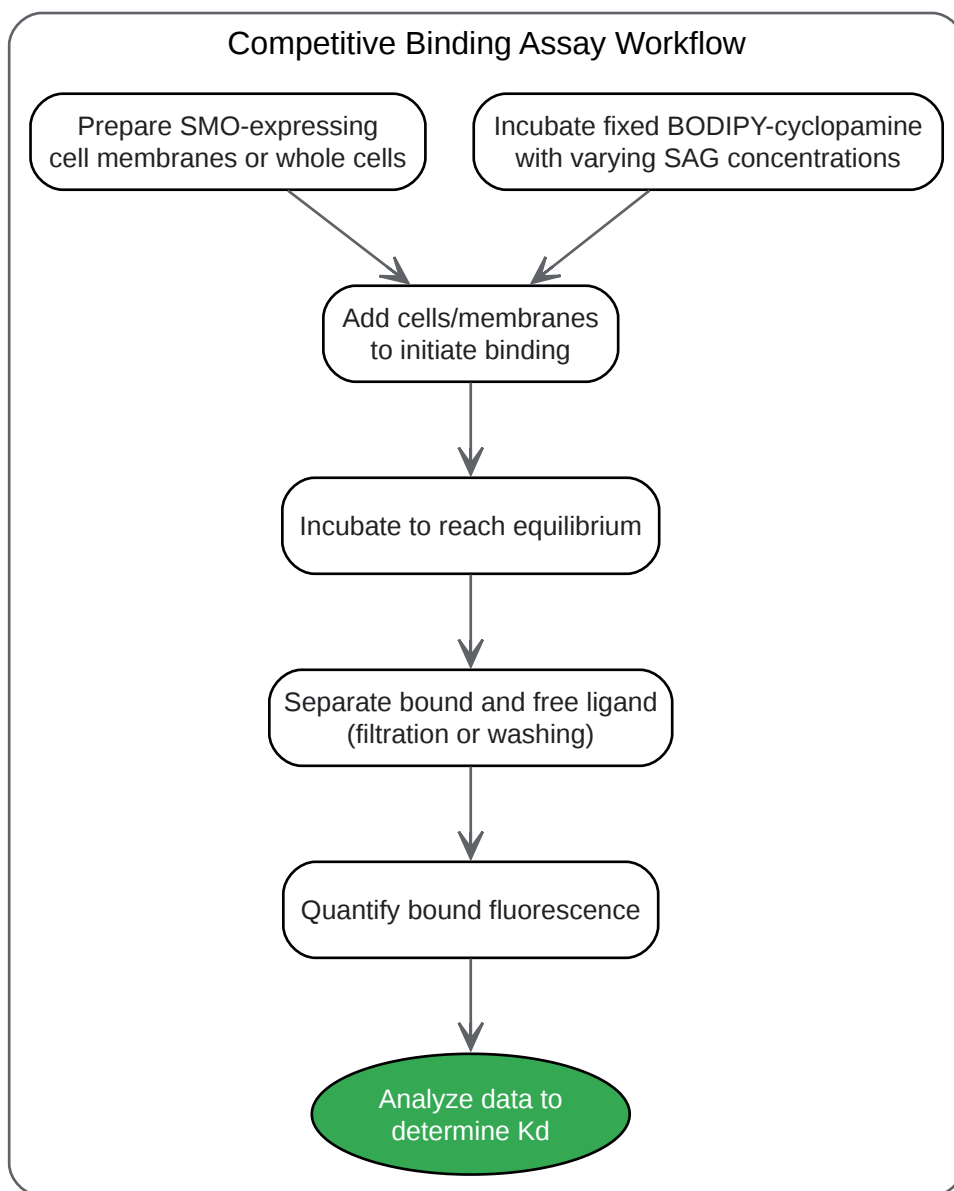 Competitive Binding Assay Workflow
Prepare SMO-expressing
cell membranes or whole cells
Incubate fixed BODIPY-cyclopamine
with varying SAG concentrations
Add cells/membranes
to initiate binding
Incubate to reach equilibrium
Separate bound and free ligand
(filtration or washing)
Quantify bound fluorescence
Analyze data to
determine Kd